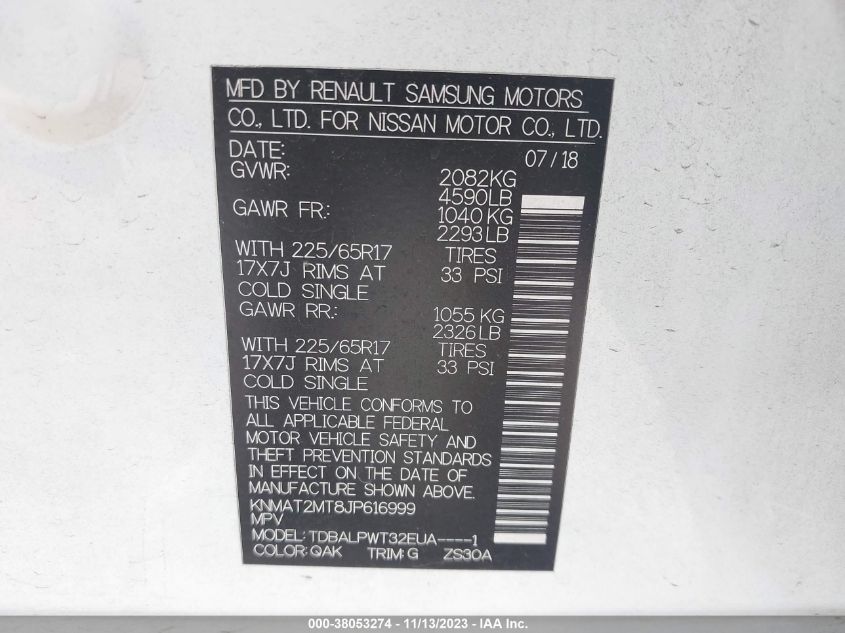 MFD BY RENAULT SAMSUNG MOTORS
CO., LTD. FOR NISSAN MOTOR CO., LTD.
DATE: 07/18
GVWR: 2082KG
4590LB
GAWR FR.: 1040 KG
2293LB
WITH 225/65R17 TIRES
17X7J RIMS AT 33 PSI
COLD SINGLE
GAWR RR.: 1055 KG
2326LB
WITH 225/65R17 TIRES
17X7J RIMS AT 33 PSI
COLD SINGLE
THIS VEHICLE CONFORMS TO
ALL APPLICABLE FEDERAL
MOTOR VEHICLE SAFETY AND
THEFT PREVENTION STANDARDS
IN EFFECT ON THE DATE OF
MANUFACTURE SHOWN ABOVE.
KNMAT2MT8JP616999
MPV
MODEL: TDBALPWT32EUA----1
COLOR: QAK TRIM: G ZS30A
000-38053274 - 11/13/2023 - IAA Inc.